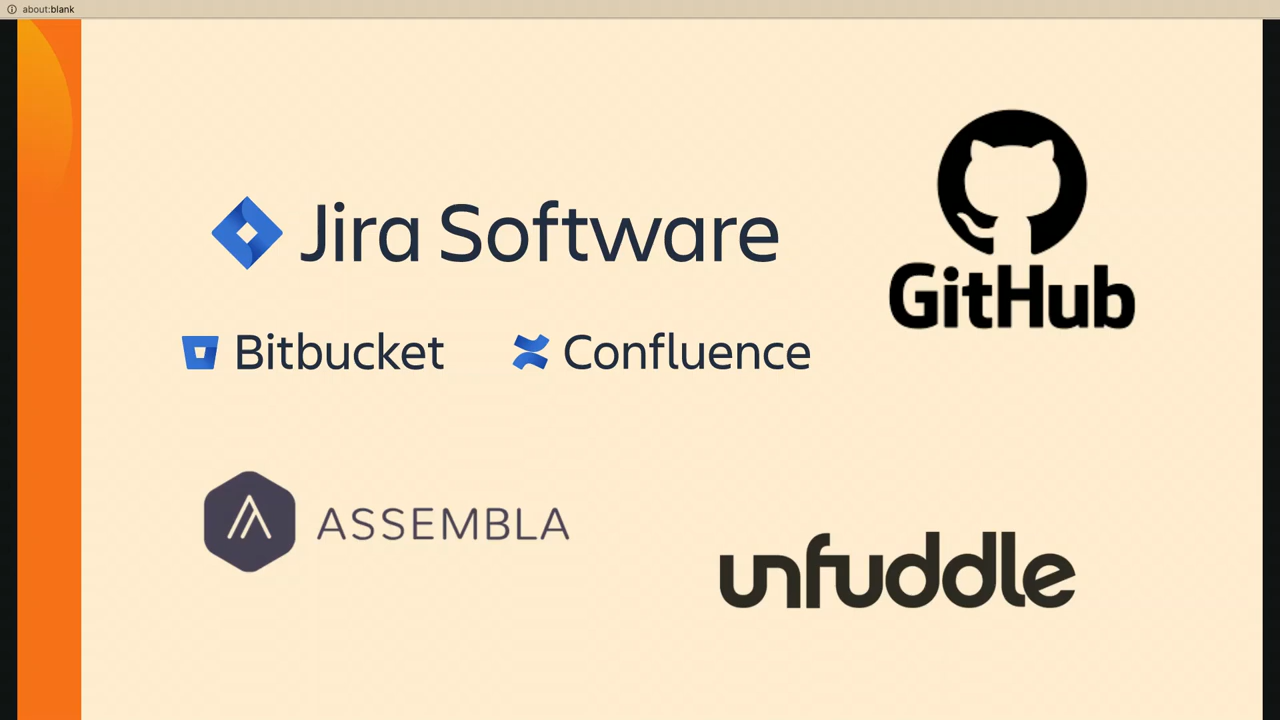 about:blank
Jira Software
GitHub
Bitbucket
Confluence
ASSEMBLA
unfuddle